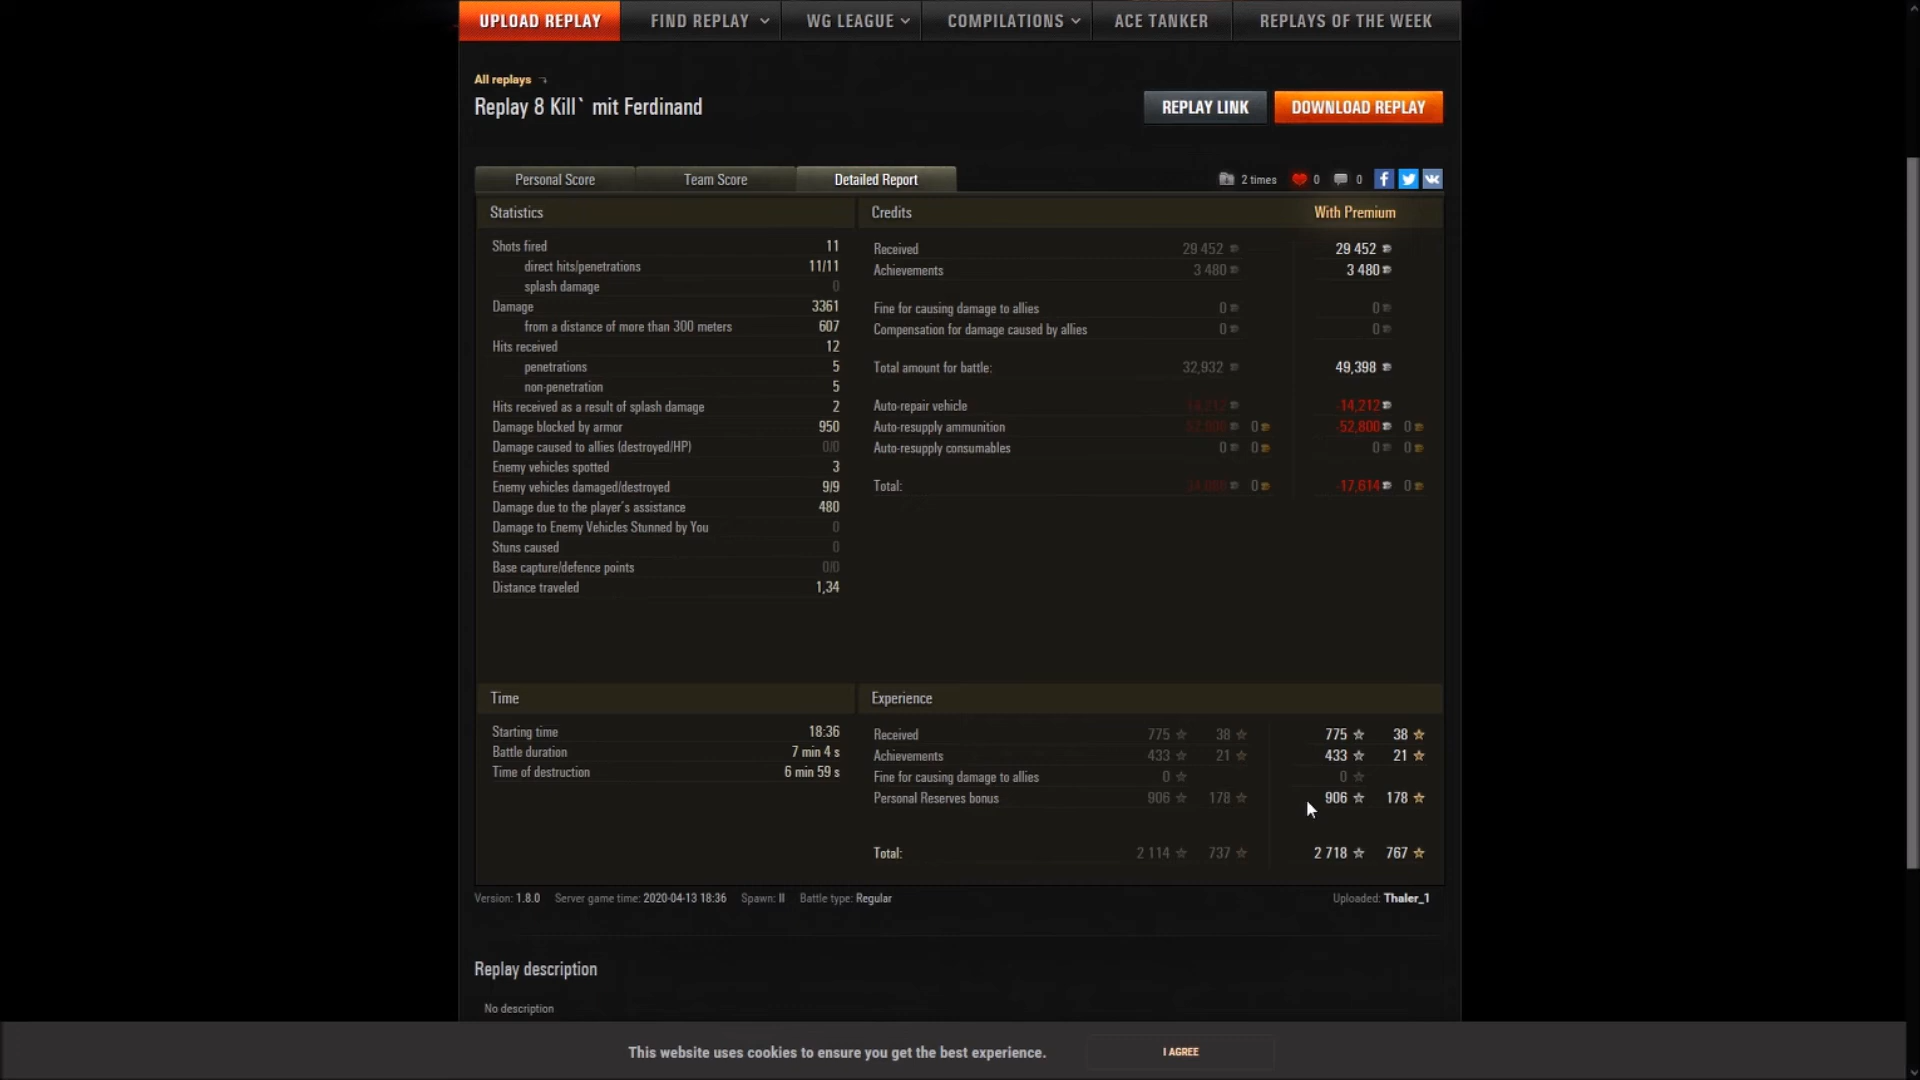 UPLOAD REPLAY FIND REPLAY WG LEAGUE COMPILATIONS ACE TANKER REPLAYS OF THE WEEK
All replays
Replay 8 Kill` mit Ferdinand REPLAY LINK DOWNLOAD REPLAY
Personal Score Team Score Detailed Report 2 times 0 0
Statistics Credits With Premium
Shots fired 11
direct hits/penetrations 11/11
splash damage 0
Damage 3361
from a distance of more than 300 meters 607
Hits received 12
penetrations 5
non-penetration 5
Hits received as a result of splash damage 2
Damage blocked by armor 950
Damage caused to allies (destroyed/HP) 0/0
Enemy vehicles spotted 3
Enemy vehicles damaged/destroyed 9/9
Damage due to the player's assistance 480
Damage to Enemy Vehicles Stunned by You 0
Stuns caused 0
Base capture/defence points 0/0
Distance traveled 1,34
Received 29 452 29 452
Achievements 3 480 3 480
Fine for causing damage to allies 0 0
Compensation for damage caused by allies 0 0
Total amount for battle: 32,932 49,398
Auto-repair vehicle -14,212
Auto-resupply ammunition 0 -52,800 0
Auto-resupply consumables 0 0 0 0
Total: 0 -17,614 0
Time Experience
Starting time 18:36
Battle duration 7 min 4 s
Time of destruction 6 min 59 s
Received 775 38 775 38
Achievements 433 21 433 21
Fine for causing damage to allies 0 0
Personal Reserves bonus 906 178 906 178
Total: 2 114 737 2 718 767
Version: 1.8.0 Server game time: 2020-04-13 18:36 Spawn: II Battle type: Regular Uploaded: Thaler_1
Replay description
No description
This website uses cookies to ensure you get the best experience. I AGREE